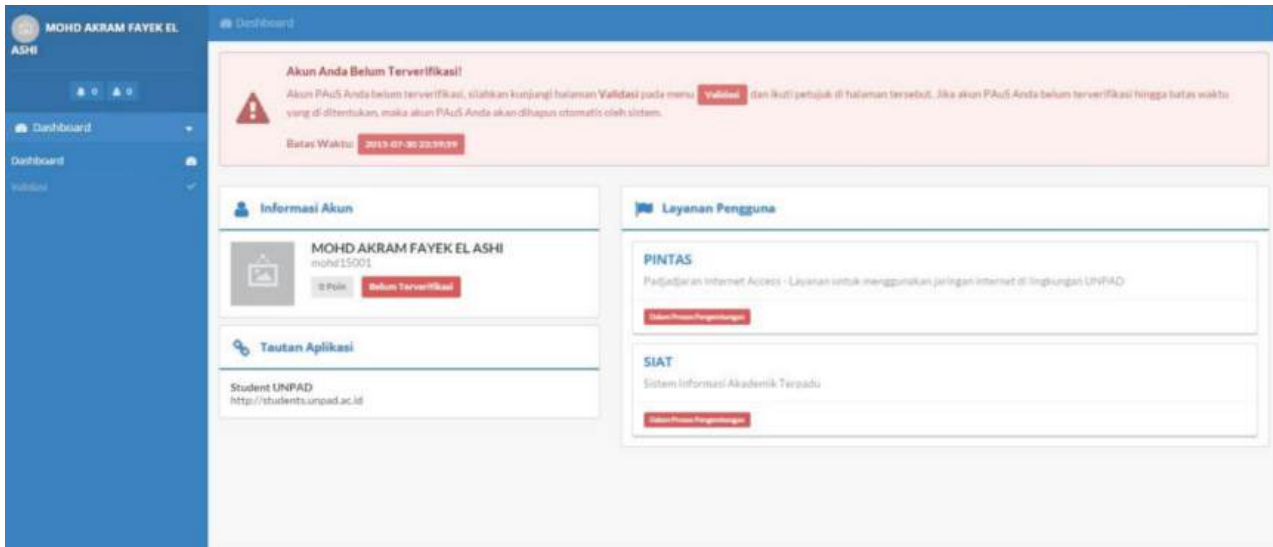 MOHD AKRAM FAYEK EL
ASHI
0 0
Dashboard
Dashboard
Validasi
Dashboard
Akun Anda Belum Terverifikasi!
Akun PAuS Anda belum terverifikasi, silahkan kunjungi halaman Validasi pada menu Validasi dan ikuti petujuk di halaman tersebut. Jika akun PAuS Anda belum terverifikasi hingga batas waktu
yang di ditentukan, maka akun PAuS Anda akan dihapus otomatis oleh sistem.
Batas Waktu: 2015-07-30 23:59:59
Informasi Akun
MOHD AKRAM FAYEK EL ASHI
mohd15001
0 Poin Belum Terverifikasi
Tautan Aplikasi
Student UNPAD
http://students.unpad.ac.id
Layanan Pengguna
PINTAS
Padjadjaran Internet Access - Layanan untuk menggunakan jaringan internet di lingkungan UNPAD
Dalam Proses Pengembangan
SIAT
Sistem Informasi Akademik Terpadu
Dalam Proses Pengembangan